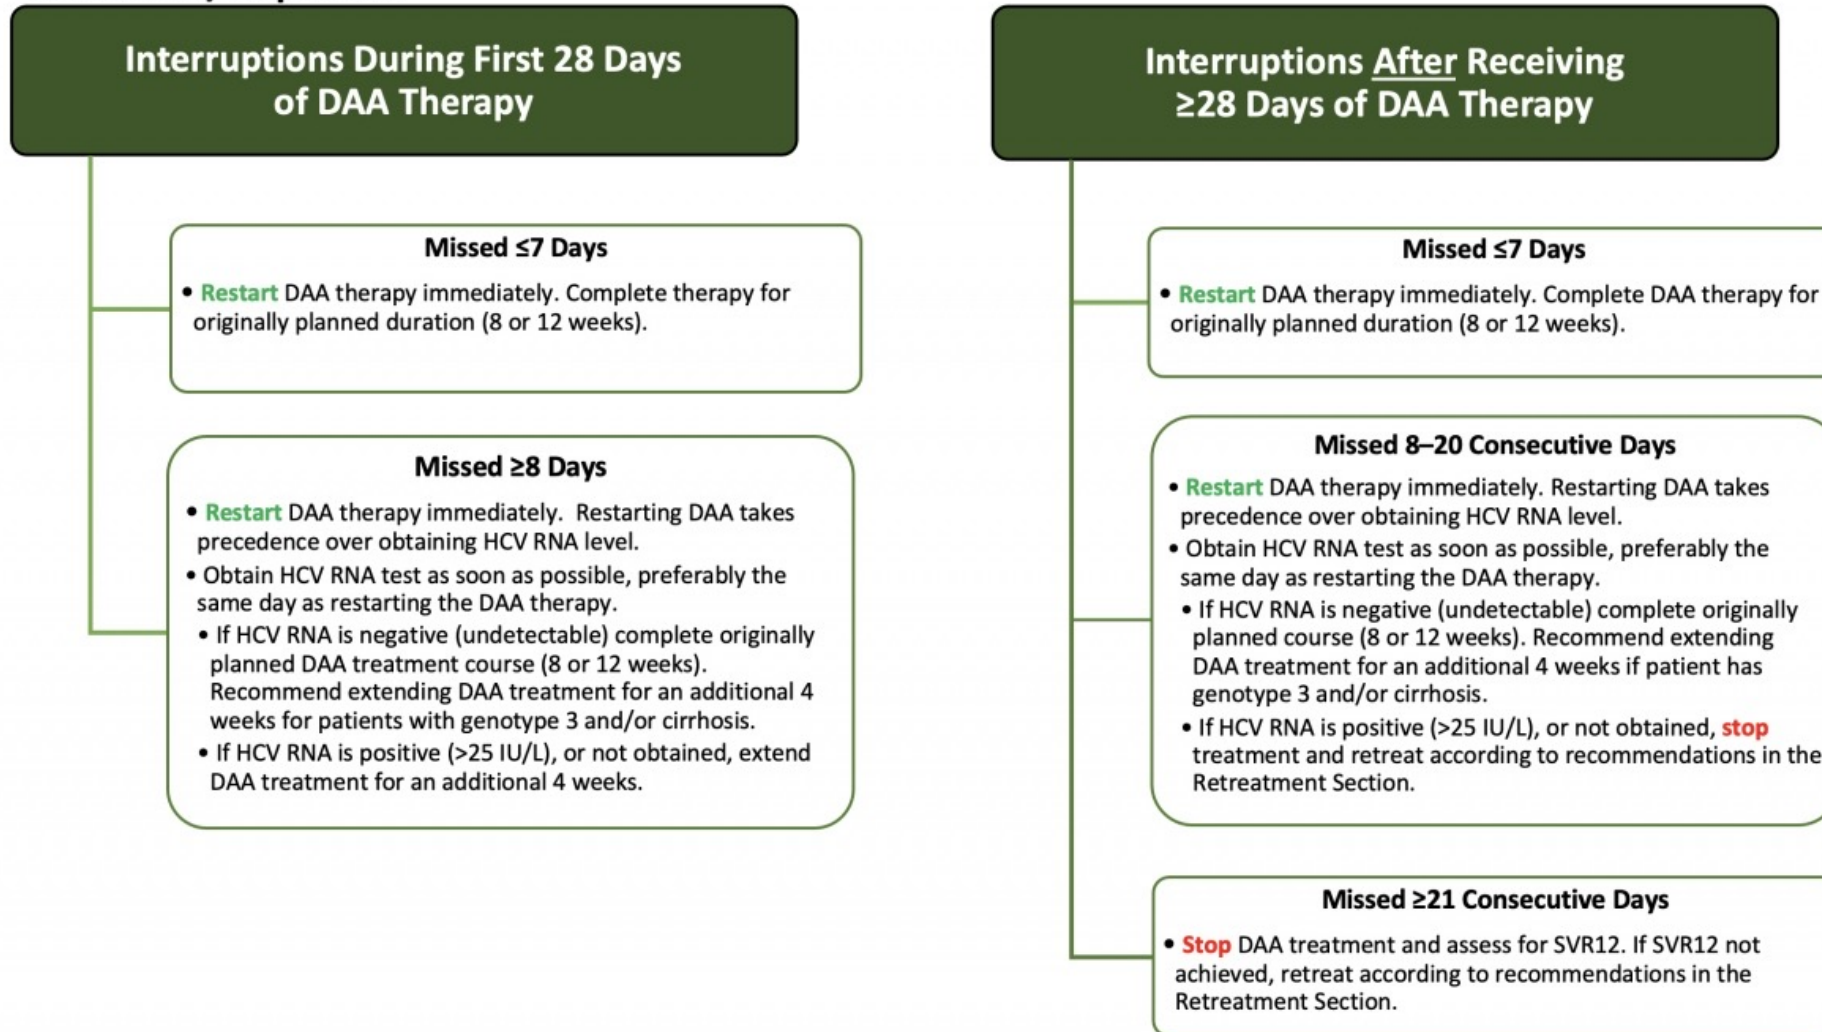 Interruptions During First 28 Days
of DAA Therapy
Missed ≤7 Days
• Restart DAA therapy immediately. Complete therapy for
originally planned duration (8 or 12 weeks).
Missed ≥8 Days
• Restart DAA therapy immediately.  Restarting DAA takes
precedence over obtaining HCV RNA level.
• Obtain HCV RNA test as soon as possible, preferably the
same day as restarting the DAA therapy.
• If HCV RNA is negative (undetectable) complete originally
planned DAA treatment course (8 or 12 weeks).
Recommend extending DAA treatment for an additional 4
weeks for patients with genotype 3 and/or cirrhosis.
• If HCV RNA is positive (>25 IU/L), or not obtained, extend
DAA treatment for an additional 4 weeks.
Interruptions After Receiving
≥28 Days of DAA Therapy
Missed ≤7 Days
• Restart DAA therapy immediately. Complete DAA therapy for
originally planned duration (8 or 12 weeks).
Missed 8–20 Consecutive Days
• Restart DAA therapy immediately. Restarting DAA takes
precedence over obtaining HCV RNA level.
• Obtain HCV RNA test as soon as possible, preferably the
same day as restarting the DAA therapy.
• If HCV RNA is negative (undetectable) complete originally
planned course (8 or 12 weeks). Recommend extending
DAA treatment for an additional 4 weeks if patient has
genotype 3 and/or cirrhosis.
• If HCV RNA is positive (>25 IU/L), or not obtained, stop
treatment and retreat according to recommendations in the
Retreatment Section.
Missed ≥21 Consecutive Days
• Stop DAA treatment and assess for SVR12. If SVR12 not
achieved, retreat according to recommendations in the
Retreatment Section.